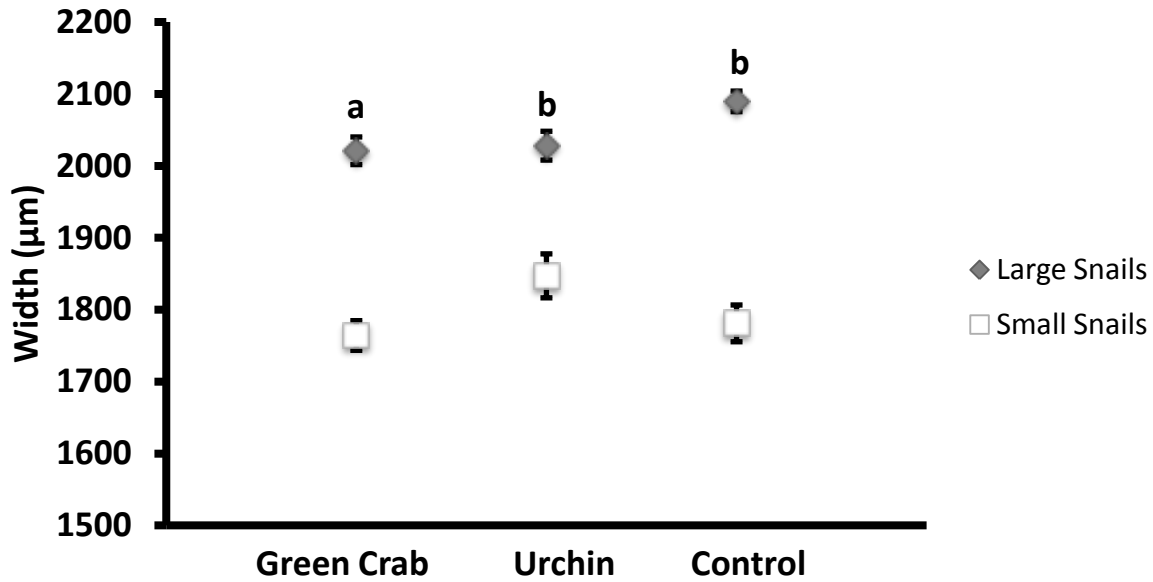 2200
2100
2000
1900
1800
1700
1600
1500
Width (µm)
a
b
b
Large Snails
Small Snails
Green Crab Urchin Control